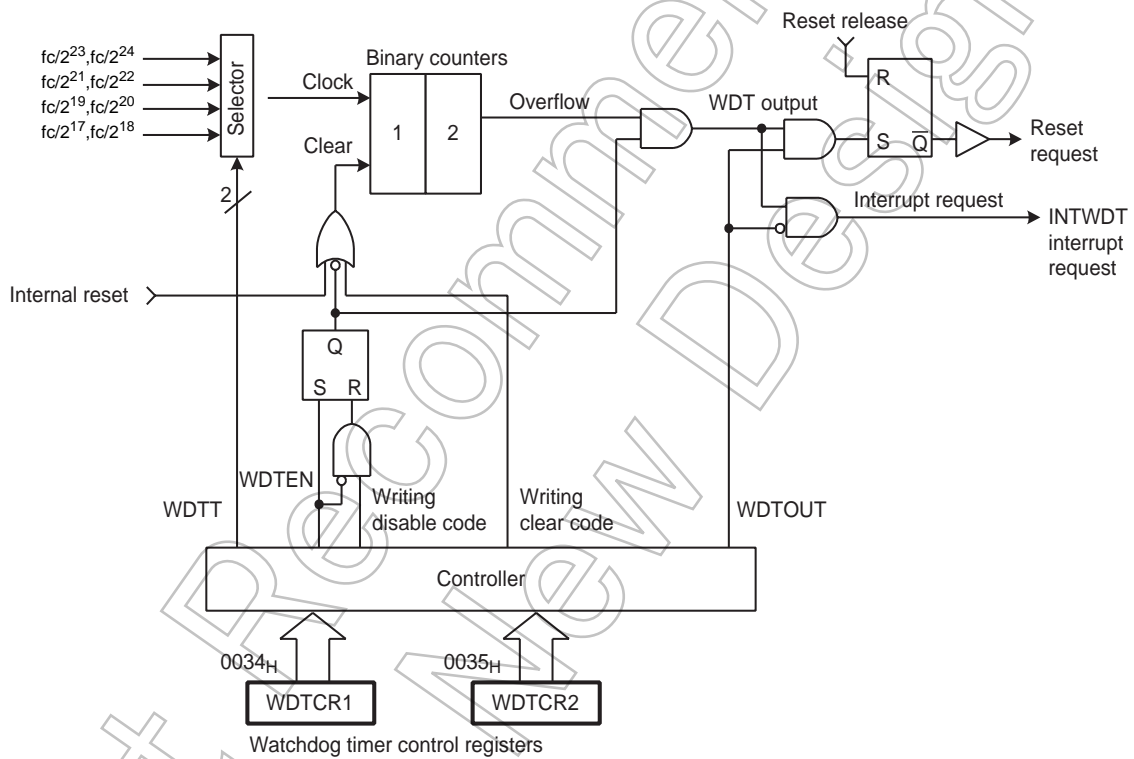 Reset release
fc/2^23,fc/2^24
fc/2^21,fc/2^22
fc/2^19,fc/2^20
fc/2^17,fc/2^18
Selector
Binary counters
Clock
Clear
1
2
Overflow
WDT output
R
S
Q̅
Reset
request
2
Interrupt request
INTWDT
interrupt
request
Internal reset
Q
S R
WDTT
WDTEN
Writing
disable code
Writing
clear code
WDTOUT
Controller
0034H
0035H
WDTCR1
WDTCR2
Watchdog timer control registers
Recommen
New Desig